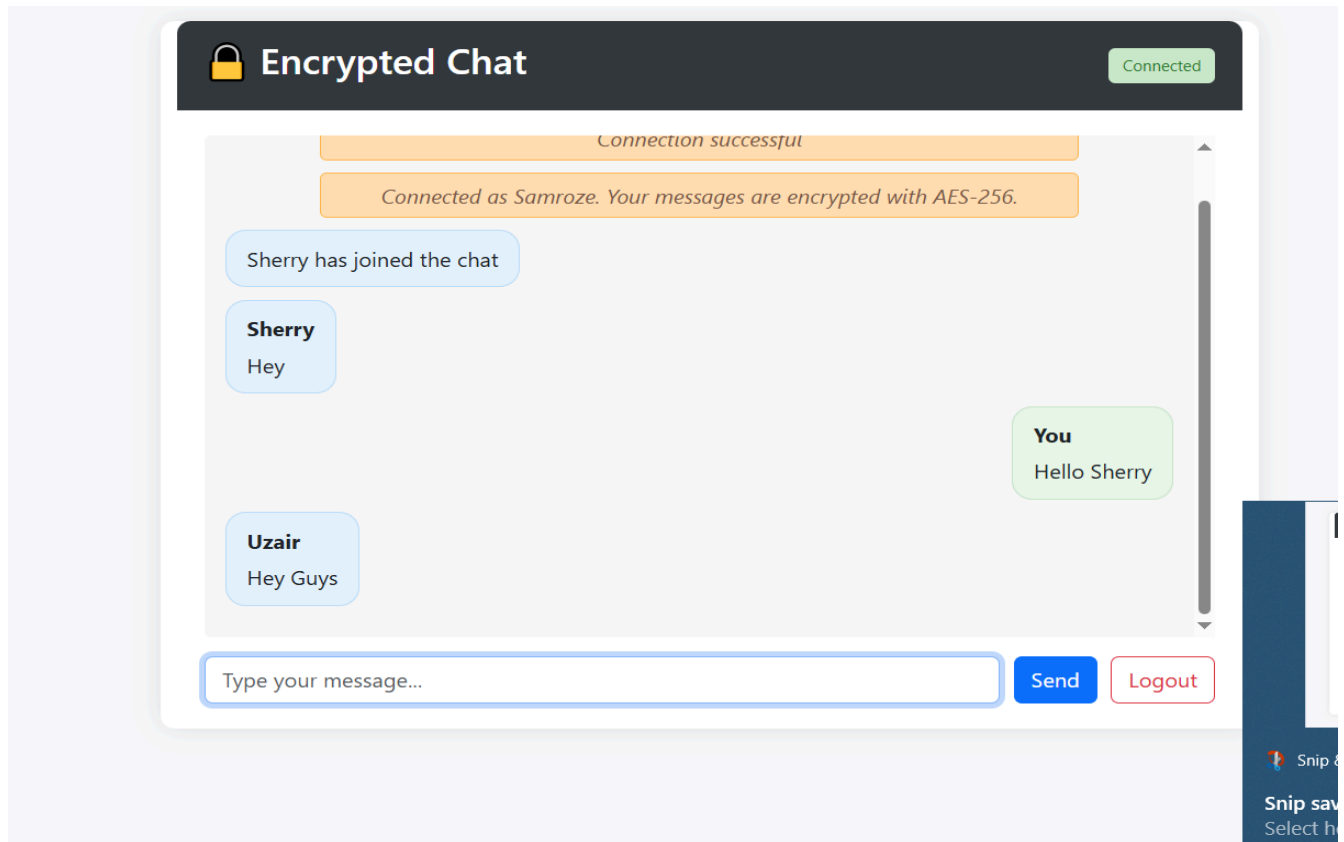 Encrypted Chat
Connected
Connection successful
Connected as Samroze. Your messages are encrypted with AES-256.
Sherry has joined the chat
Sherry
Hey
You
Hello Sherry
Uzair
Hey Guys
Type your message...
Send
Logout
Snip &
Snip sav
Select he